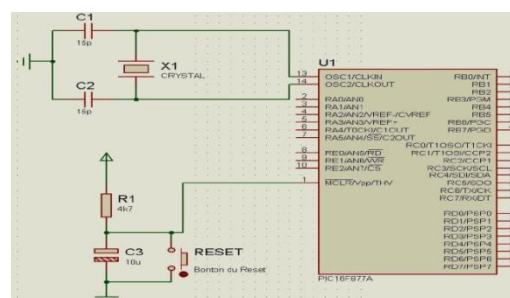 C1
15p
X1
CRYSTAL
C2
15p
R1
4k7
C3
10u
RESET
Bonton du Reset
U1
13 OSC1/CLKIN
14 OSC2/CLKOUT
2 RA0/AN0
3 RA1/AN1
4 RA2/AN2/VREF-/CVREF
5 RA3/AN3/VREF+
6 RA4/T0CKI/C1OUT
7 RA5/AN4/SS/C2OUT
8 RE0/AN5/RD
9 RE1/AN6/WR
10 RE2/AN7/CS
1 MCLR/Vpp/THV
RB0/INT
RB1
RB2
RB3/PGM
RB4
RB5
RB6/PGC
RB7/PGD
RC0/T1OSO/T1CKI
RC1/T1OSI/CCP2
RC2/CCP1
RC3/SCK/SCL
RC4/SDI/SDA
RC5/SDO
RC6/TX/CK
RC7/RX/DT
RD0/PSP0
RD1/PSP1
RD2/PSP2
RD3/PSP3
RD4/PSP4
RD5/PSP5
RD6/PSP6
RD7/PSP7
PIC16F877A